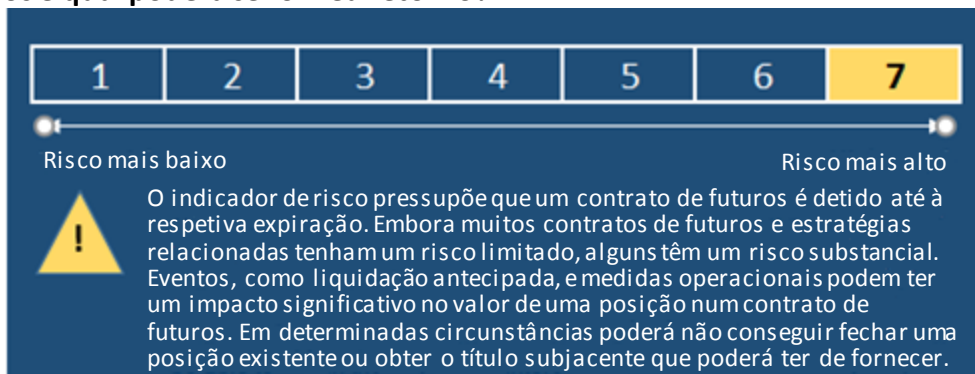 1 2 3 4 5 6 7
Risco mais baixo Risco mais alto
O indicador de risco pressupõe que um contrato de futuros é detido até à
! respetiva expiração. Embora muitos contratos de futuros e estratégias
relacionadas tenham um risco limitado, alguns têm um risco substancial.
Eventos, como liquidação antecipada, e medidas operacionais podem ter
um impacto significativo no valor de uma posição num contrato de
futuros. Em determinadas circunstâncias poderá não conseguir fechar uma
posição existente ou obter o título subjacente que poderá ter de fornecer.